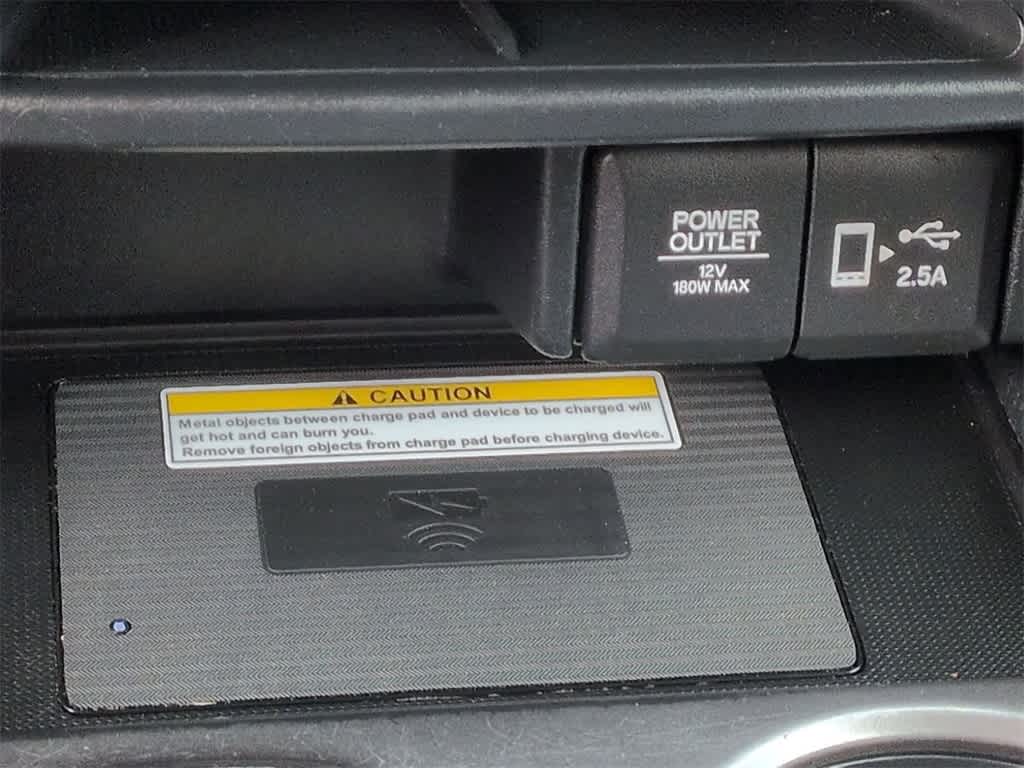 POWER
OUTLET
12V
180W MAX
2.5A
CAUTION
Metal objects between charge pad and device to be charged will
get hot and can burn you.
Remove foreign objects from charge pad before charging device.